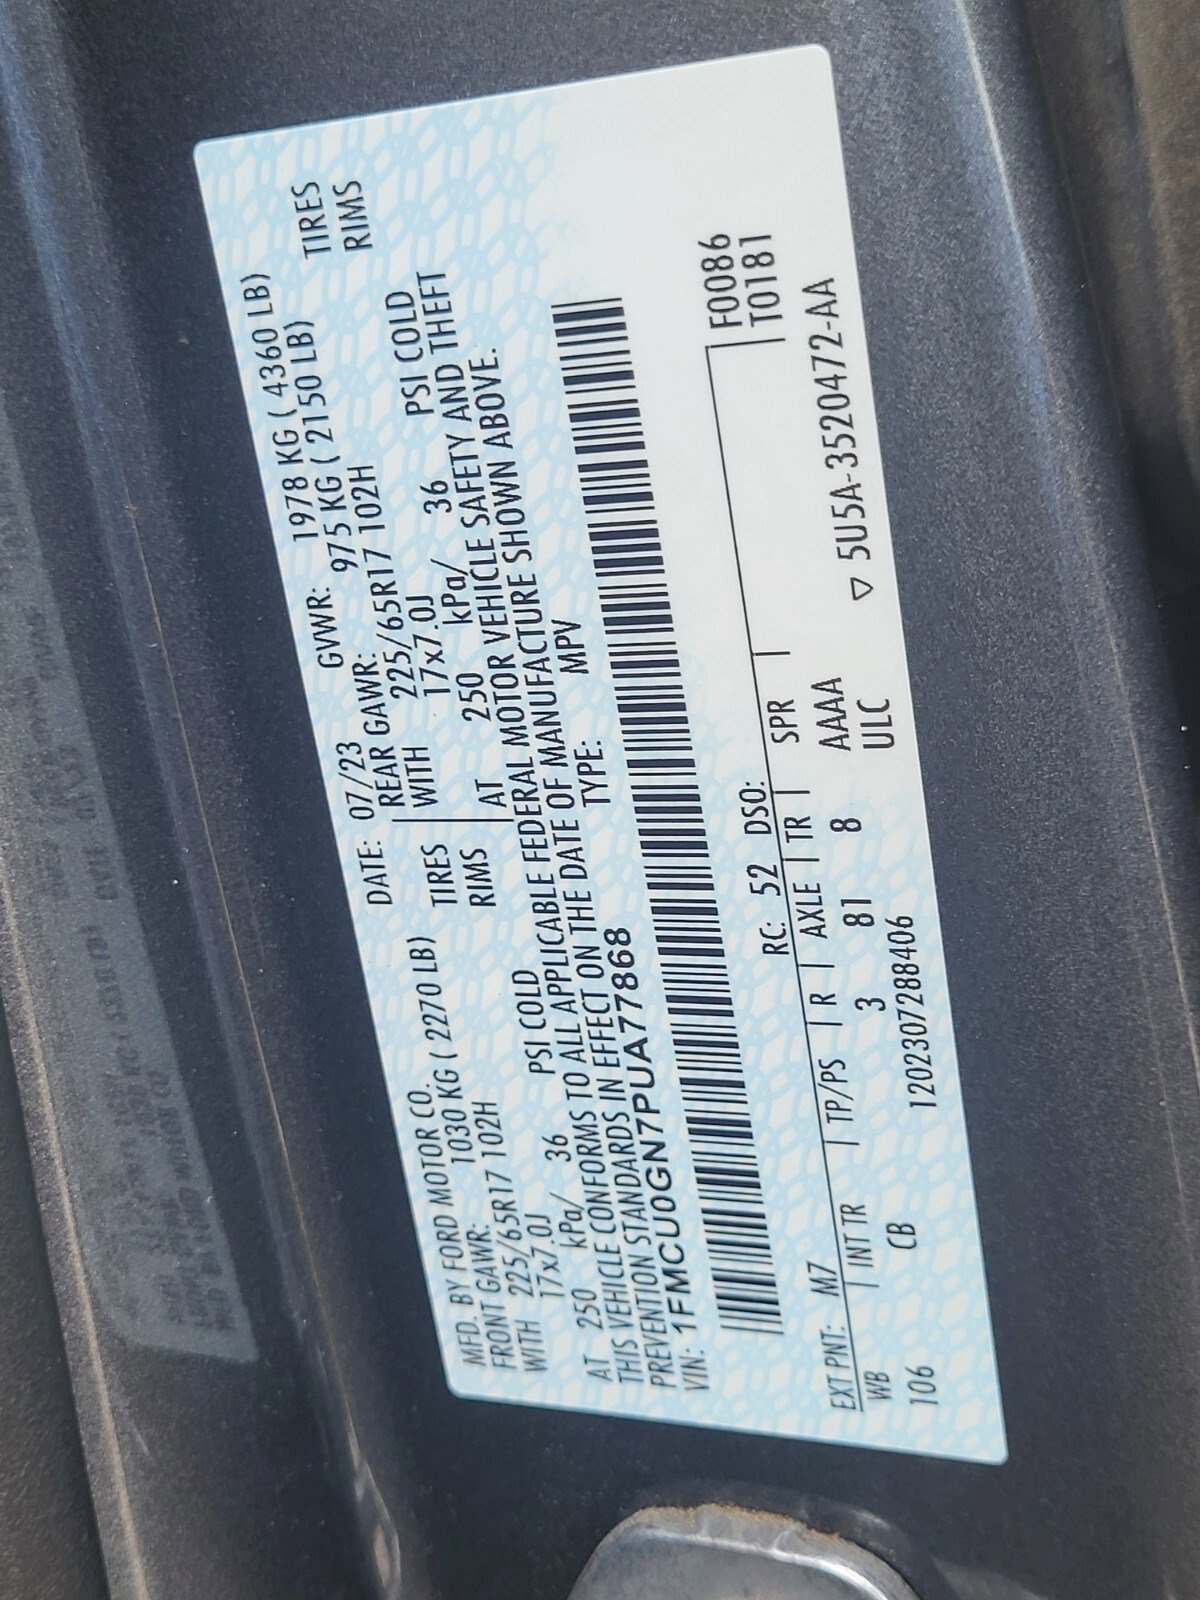 MFD. BY FORD MOTOR CO.
DATE: 07/23 GVWR: 1978 KG ( 4360 LB)
FRONT GAWR: 1030 KG ( 2270 LB) REAR GAWR: 975 KG ( 2150 LB)
WITH 225/65R17 102H TIRES WITH 225/65R17 102H TIRES
17x7.0J RIMS 17x7.0J RIMS
AT 250 kPa/ 36 PSI COLD AT 250 kPa/ 36 PSI COLD
THIS VEHICLE CONFORMS TO ALL APPLICABLE FEDERAL MOTOR VEHICLE SAFETY AND THEFT
PREVENTION STANDARDS IN EFFECT ON THE DATE OF MANUFACTURE SHOWN ABOVE.
VIN: 1FMCU0GN7PUA77868 TYPE: MPV
F0086
T0181
EXT PNT: M7 RC: 52 DSO:
WB | INT TR | TP/PS | R | AXLE | TR | SPR |
106 CB 3 81 8 AAAA
120230728840​6 ULC
▽ 5U5A-3520472-AA